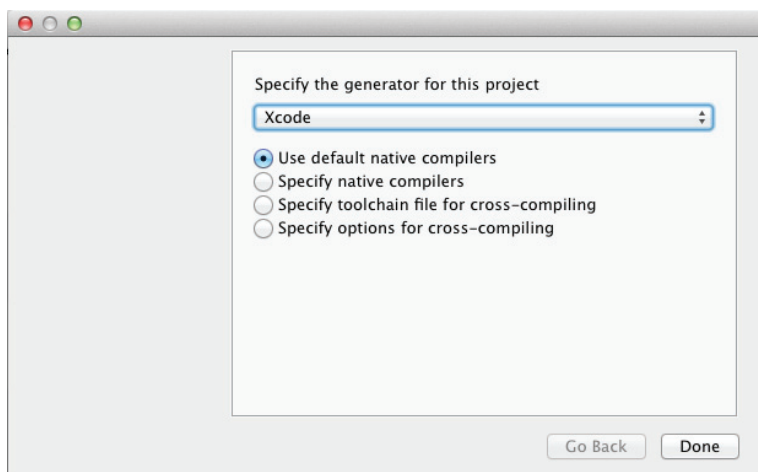 Specify the generator for this project
Xcode
Use default native compilers
Specify native compilers
Specify toolchain file for cross-compiling
Specify options for cross-compiling
Go Back Done